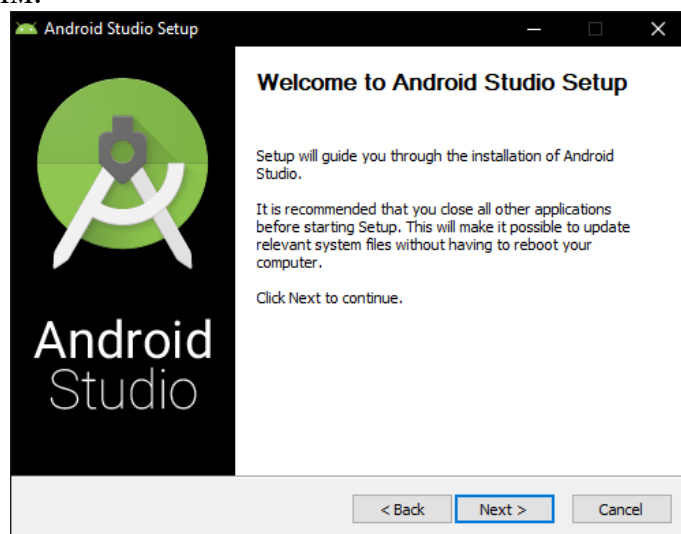 Android Studio Setup
Welcome to Android Studio Setup
Setup will guide you through the installation of Android
Studio.
It is recommended that you close all other applications
before starting Setup. This will make it possible to update
relevant system files without having to reboot your
computer.
Click Next to continue.
Android
Studio
< Back
Next >
Cancel